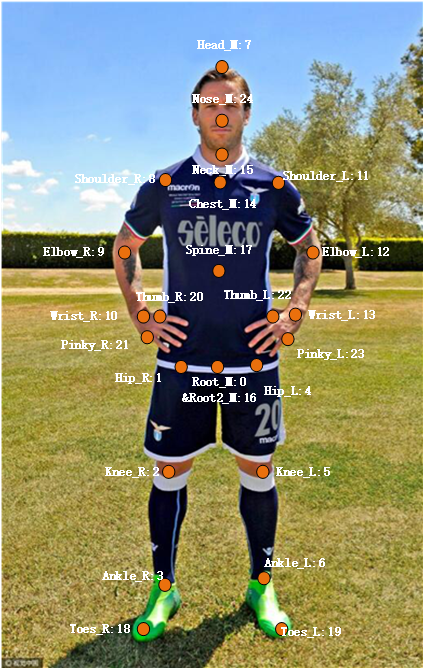 Head_M: 7
Nose_M: 24
Neck_M: 15
Shoulder_R: 8
Shoulder_L: 11
macron
Chest_M: 14
sèleco
Elbow_R: 9
Spine_M: 17
Elbow_L: 12
Thumb_R: 20
Thumb_L: 22
Wrist_R: 10
Wrist_L: 13
Pinky_R: 21
Pinky_L: 23
Hip_R: 1
Root_M: 0
&Root2_M: 16
Hip_L: 4
20
macron
Knee_R: 2
Knee_L: 5
Ankle_R: 3
Ankle_L: 6
Toes_R: 18
Toes_L: 19